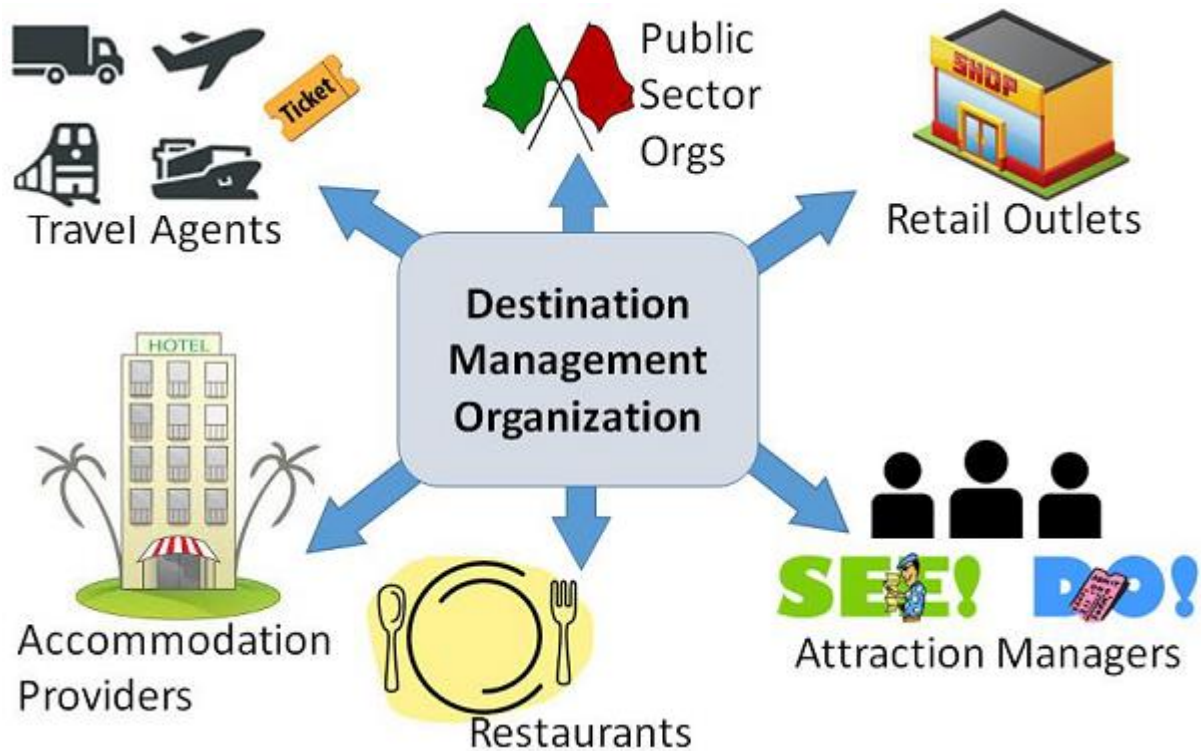 Ticket
Travel Agents
Public
Sector
Orgs
SHOP
Retail Outlets
Destination
Management
Organization
HOTEL
Accommodation
Providers
Restaurants
SEE!
DO!
Attraction Managers